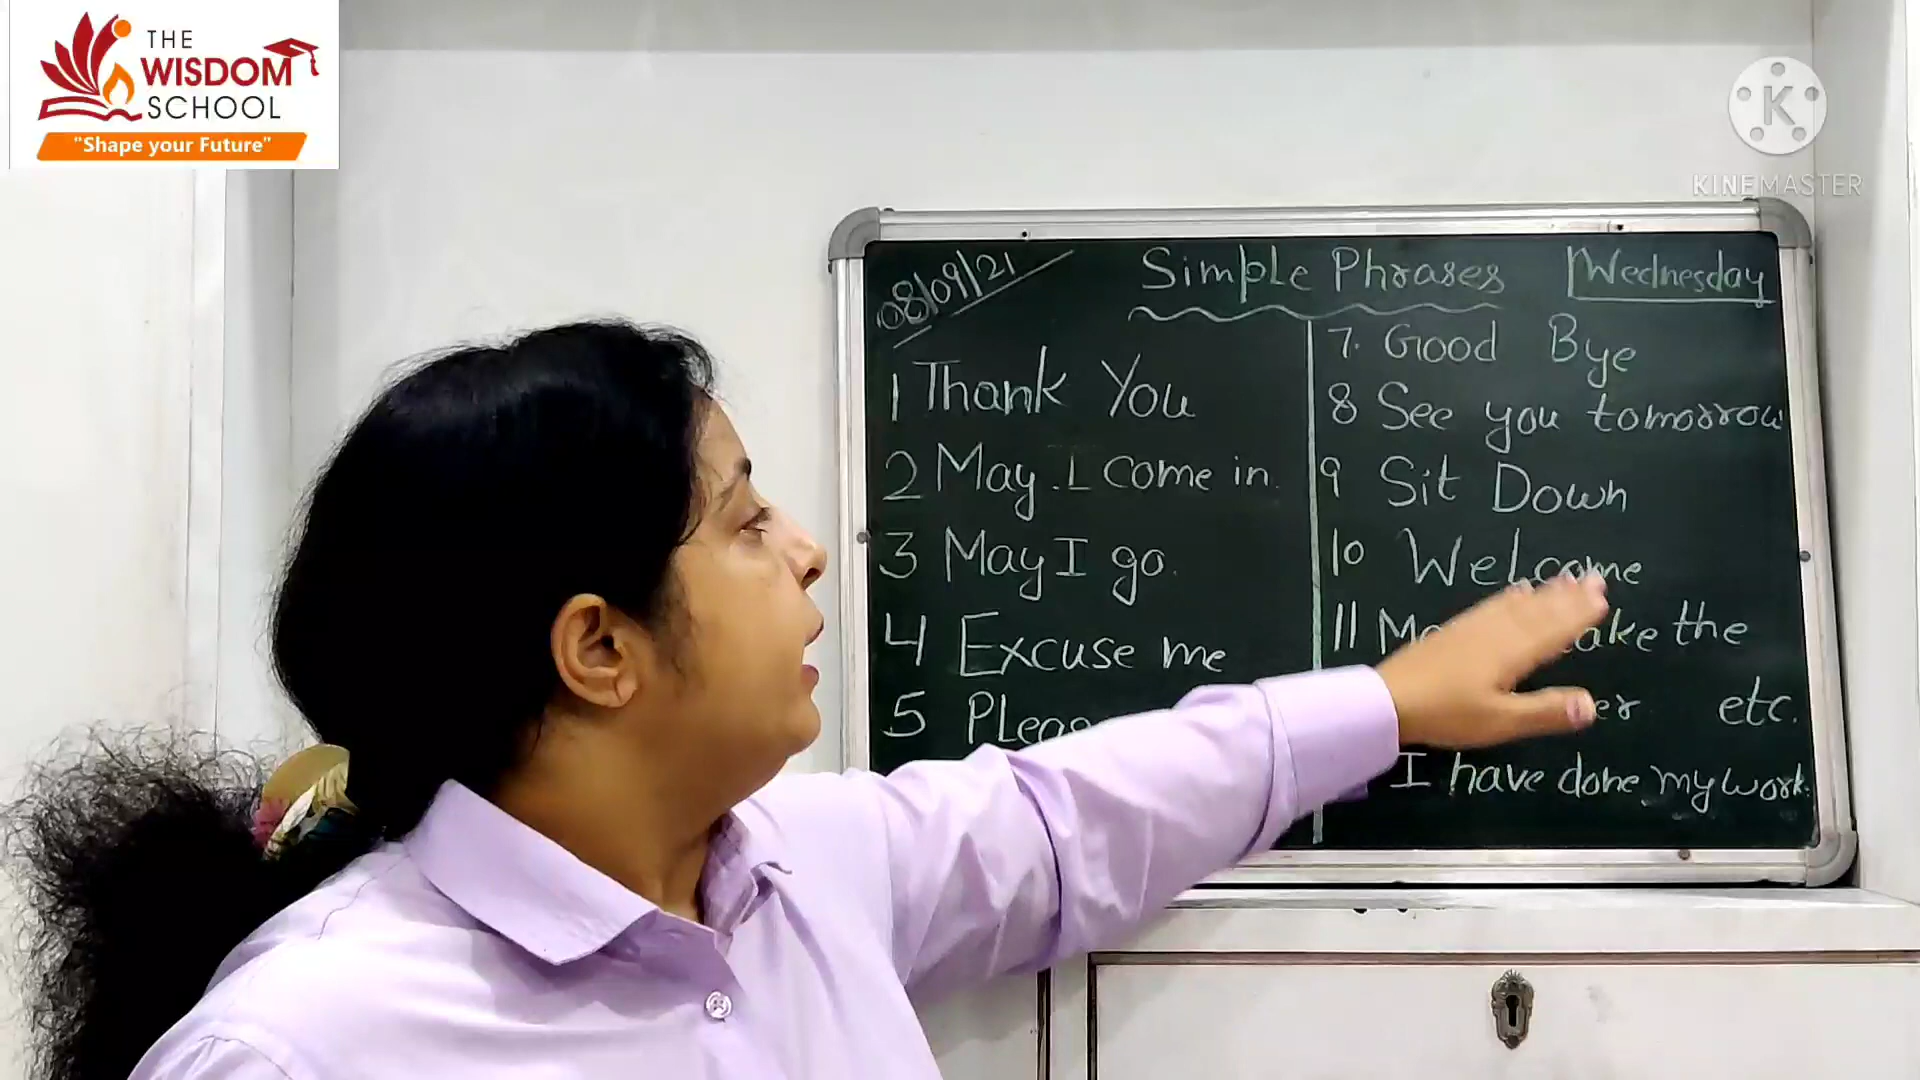 THE
WISDOM
SCHOOL
"Shape your Future"
KINEMASTER
08/09/21
Simple Phrases
Wednesday
1 Thank You
2 May I come in.
3 May I go.
4 Excuse me
5
7. Good Bye
8 See you tomorrow
9 Sit Down
10 Welcome
11 the
etc.
I have done my work.